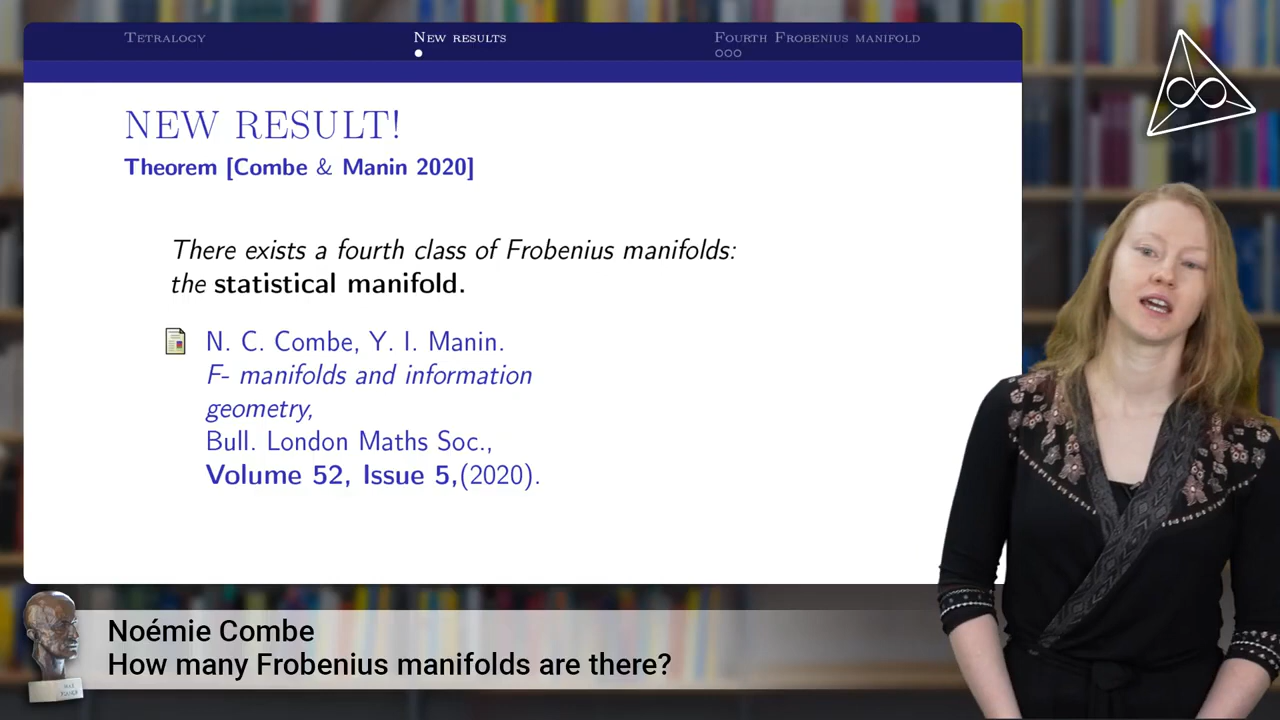 Tetralogy
New results
Fourth Frobenius manifold
NEW RESULT!
Theorem [Combe & Manin 2020]
There exists a fourth class of Frobenius manifolds:
the statistical manifold.
N. C. Combe, Y. I. Manin.
F- manifolds and information
geometry,
Bull. London Maths Soc.,
Volume 52, Issue 5,(2020).
Noémie Combe
How many Frobenius manifolds are there?